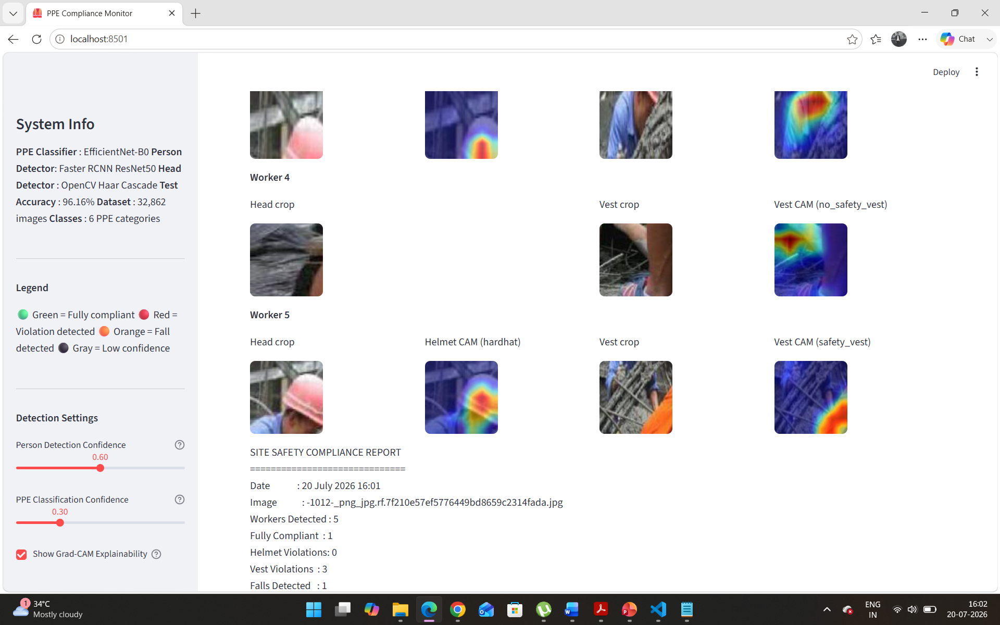 PPE Compliance Monitor
localhost:8501
Chat
Deploy
System Info
PPE Classifier : EfficientNet-B0 Person
Detector: Faster RCNN ResNet50 Head
Detector : OpenCV Haar Cascade Test
Accuracy : 96.16% Dataset : 32,862
images Classes : 6 PPE categories
Legend
Green = Fully compliant Red =
Violation detected Orange = Fall
detected Gray = Low confidence
Detection Settings
Person Detection Confidence
0.60
PPE Classification Confidence
0.30
Show Grad-CAM Explainability
Worker 4
Head crop
Vest crop
Vest CAM (no_safety_vest)
Worker 5
Head crop
Helmet CAM (hardhat)
Vest crop
Vest CAM (safety_vest)
SITE SAFETY COMPLIANCE REPORT
==============================
Date : 20 July 2026 16:01
Image : -1012-_png_jpg.rf.7f210e57ef5776449bd8659c2314fada.jpg
Workers Detected : 5
Fully Compliant : 1
Helmet Violations: 0
Vest Violations : 3
Falls Detected : 1
1
34°C
Mostly cloudy
ENG
IN
16:02
20-07-2026